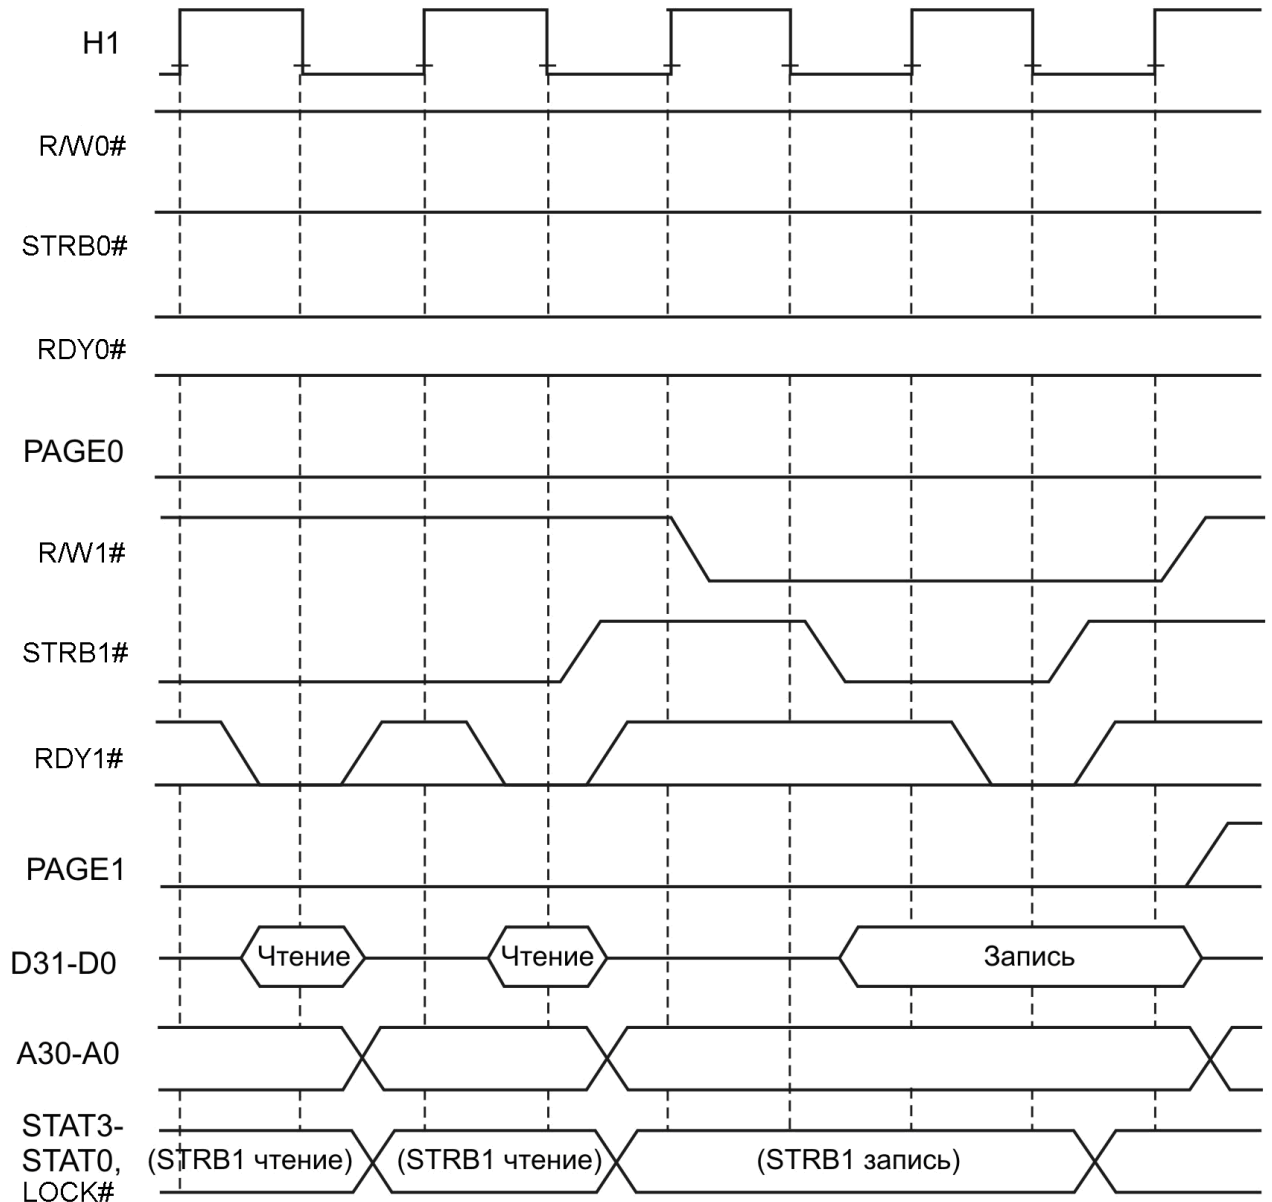 H1
R/W0#
STRB0#
RDY0#
PAGE0
R/W1#
STRB1#
RDY1#
PAGE1
D31-D0
Чтение
Чтение
Запись
A30-A0
STAT3-
STAT0,
LOCK#
(STRB1 чтение)
(STRB1 чтение)
(STRB1 запись)